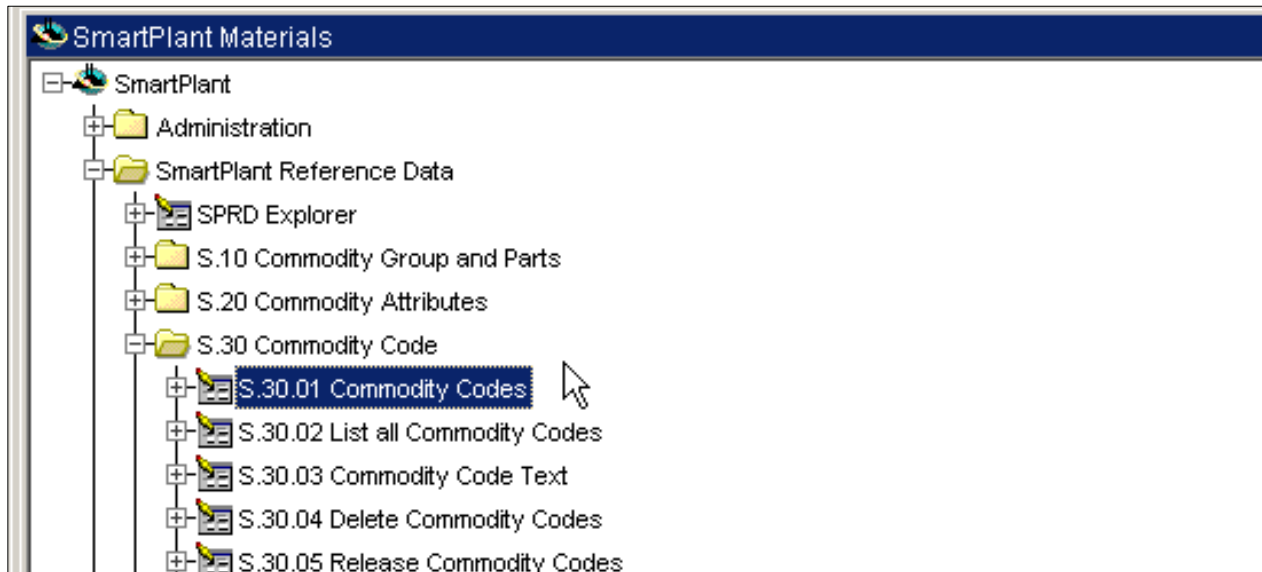 SmartPlant Materials
SmartPlant
Administration
SmartPlant Reference Data
SPRD Explorer
S.10 Commodity Group and Parts
S.20 Commodity Attributes
S.30 Commodity Code
S.30.01 Commodity Codes
S.30.02 List all Commodity Codes
S.30.03 Commodity Code Text
S.30.04 Delete Commodity Codes
S.30.05 Release Commodity Codes